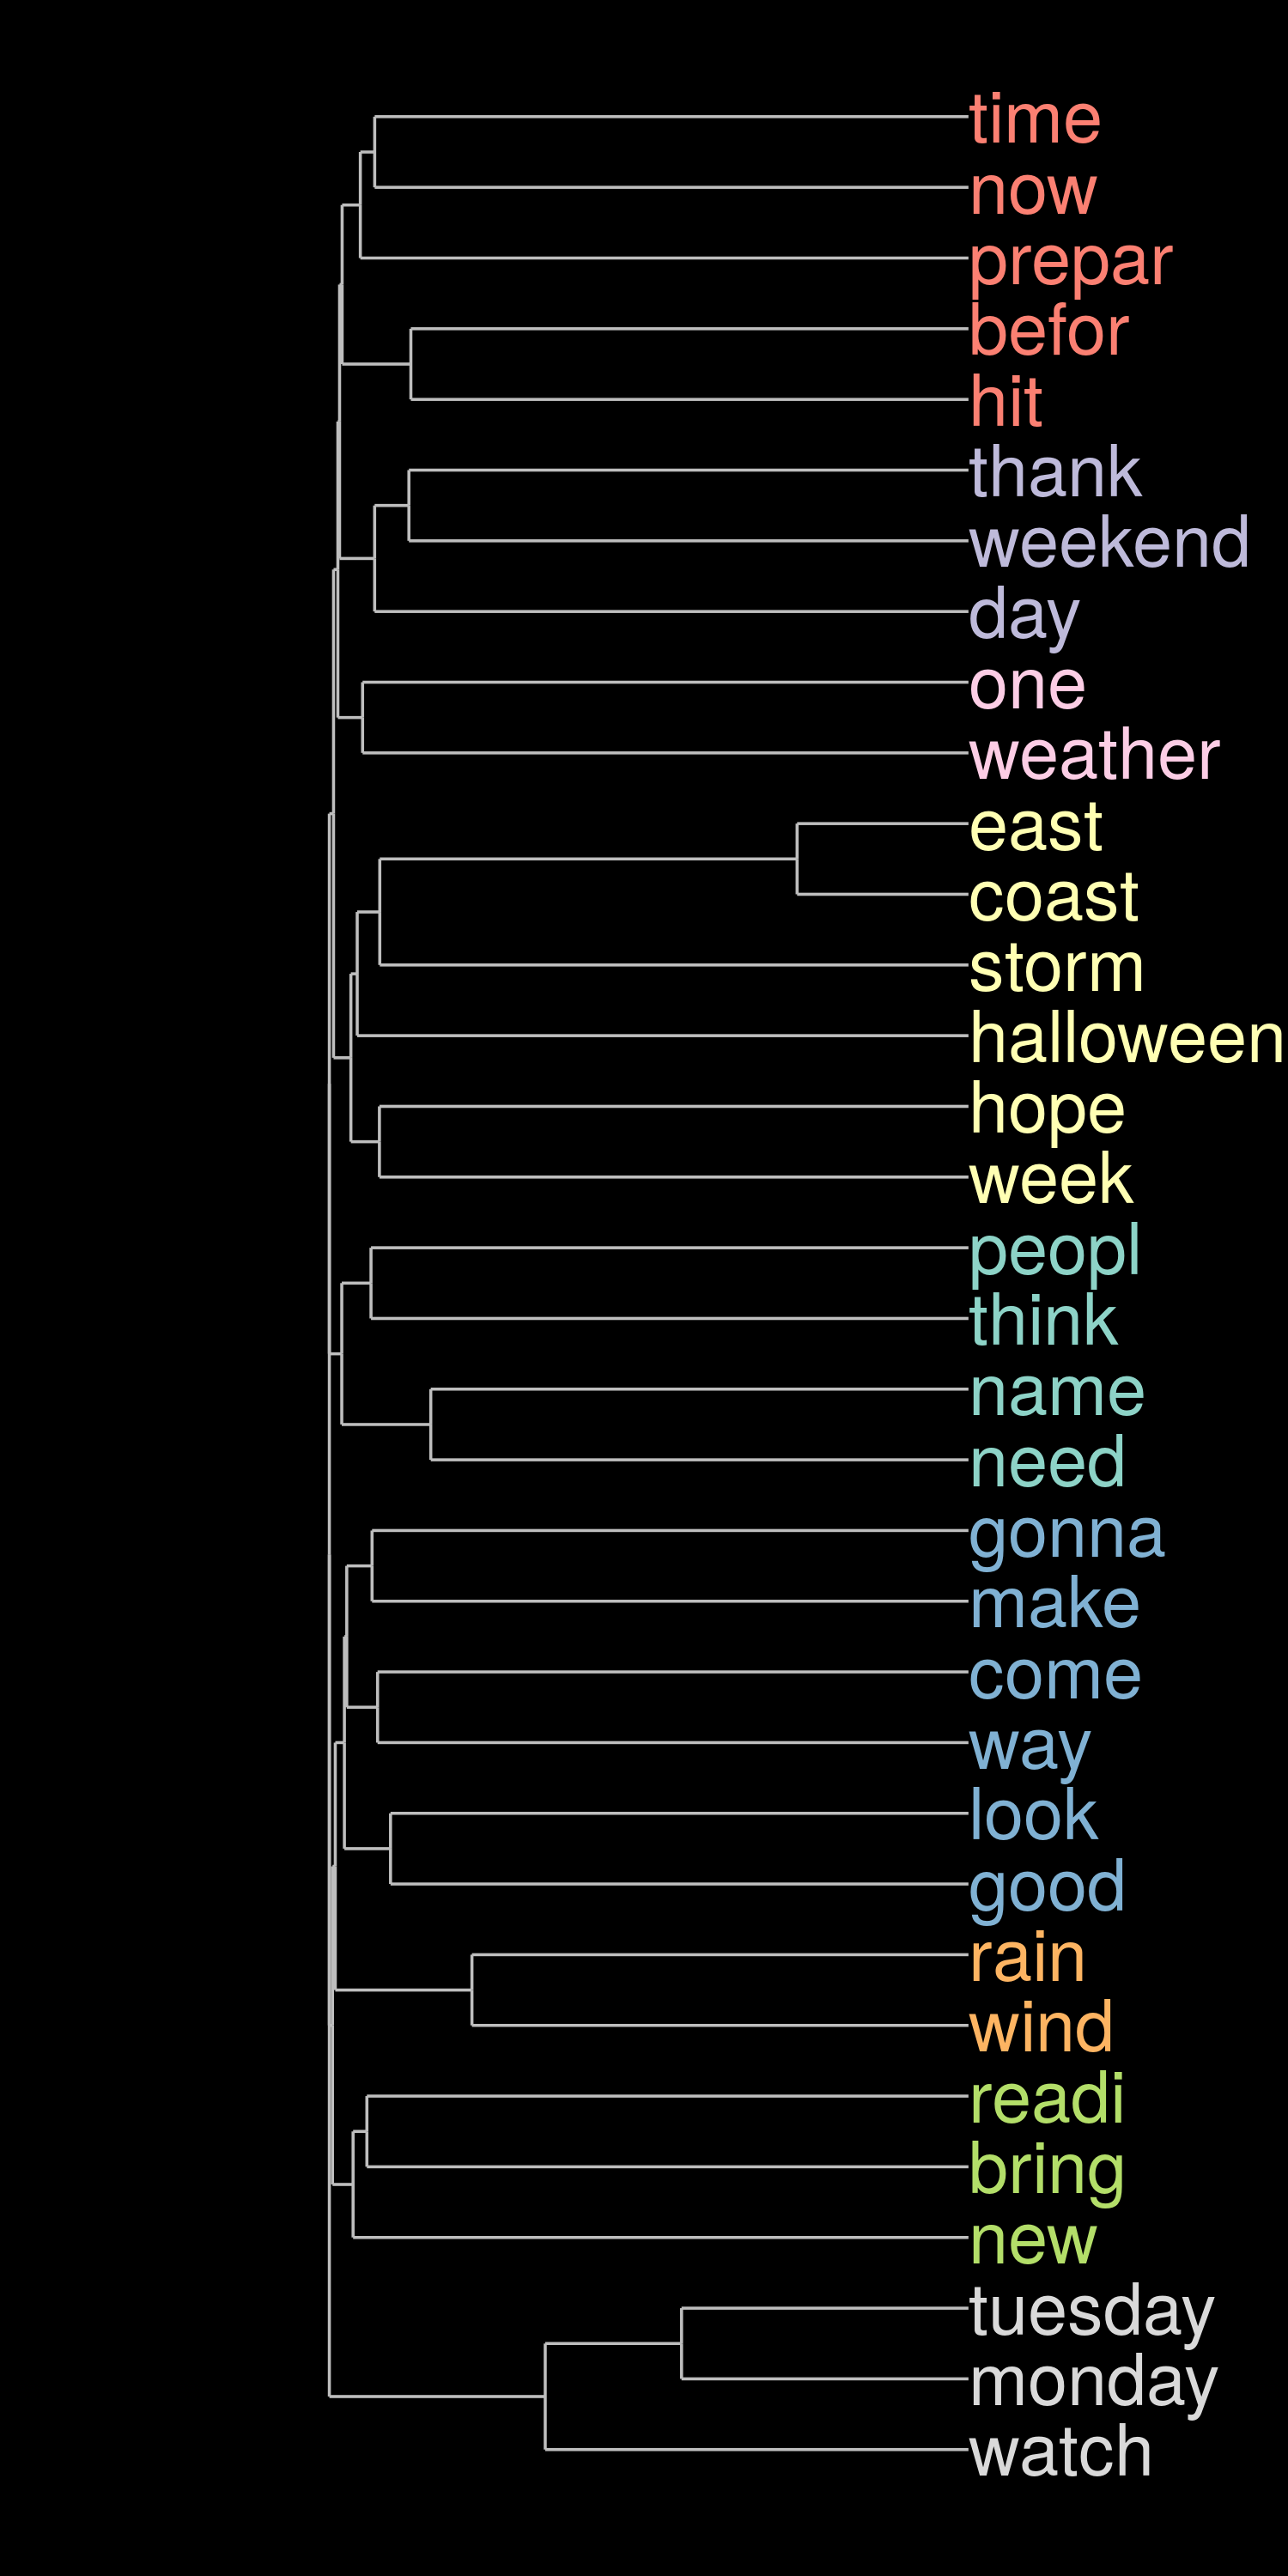 time
now
prepar
befor
hit
thank
weekend
day
one
weather
east
coast
storm
halloween
hope
week
peopl
think
name
need
gonna
make
come
way
look
good
rain
wind
readi
bring
new
tuesday
monday
watch